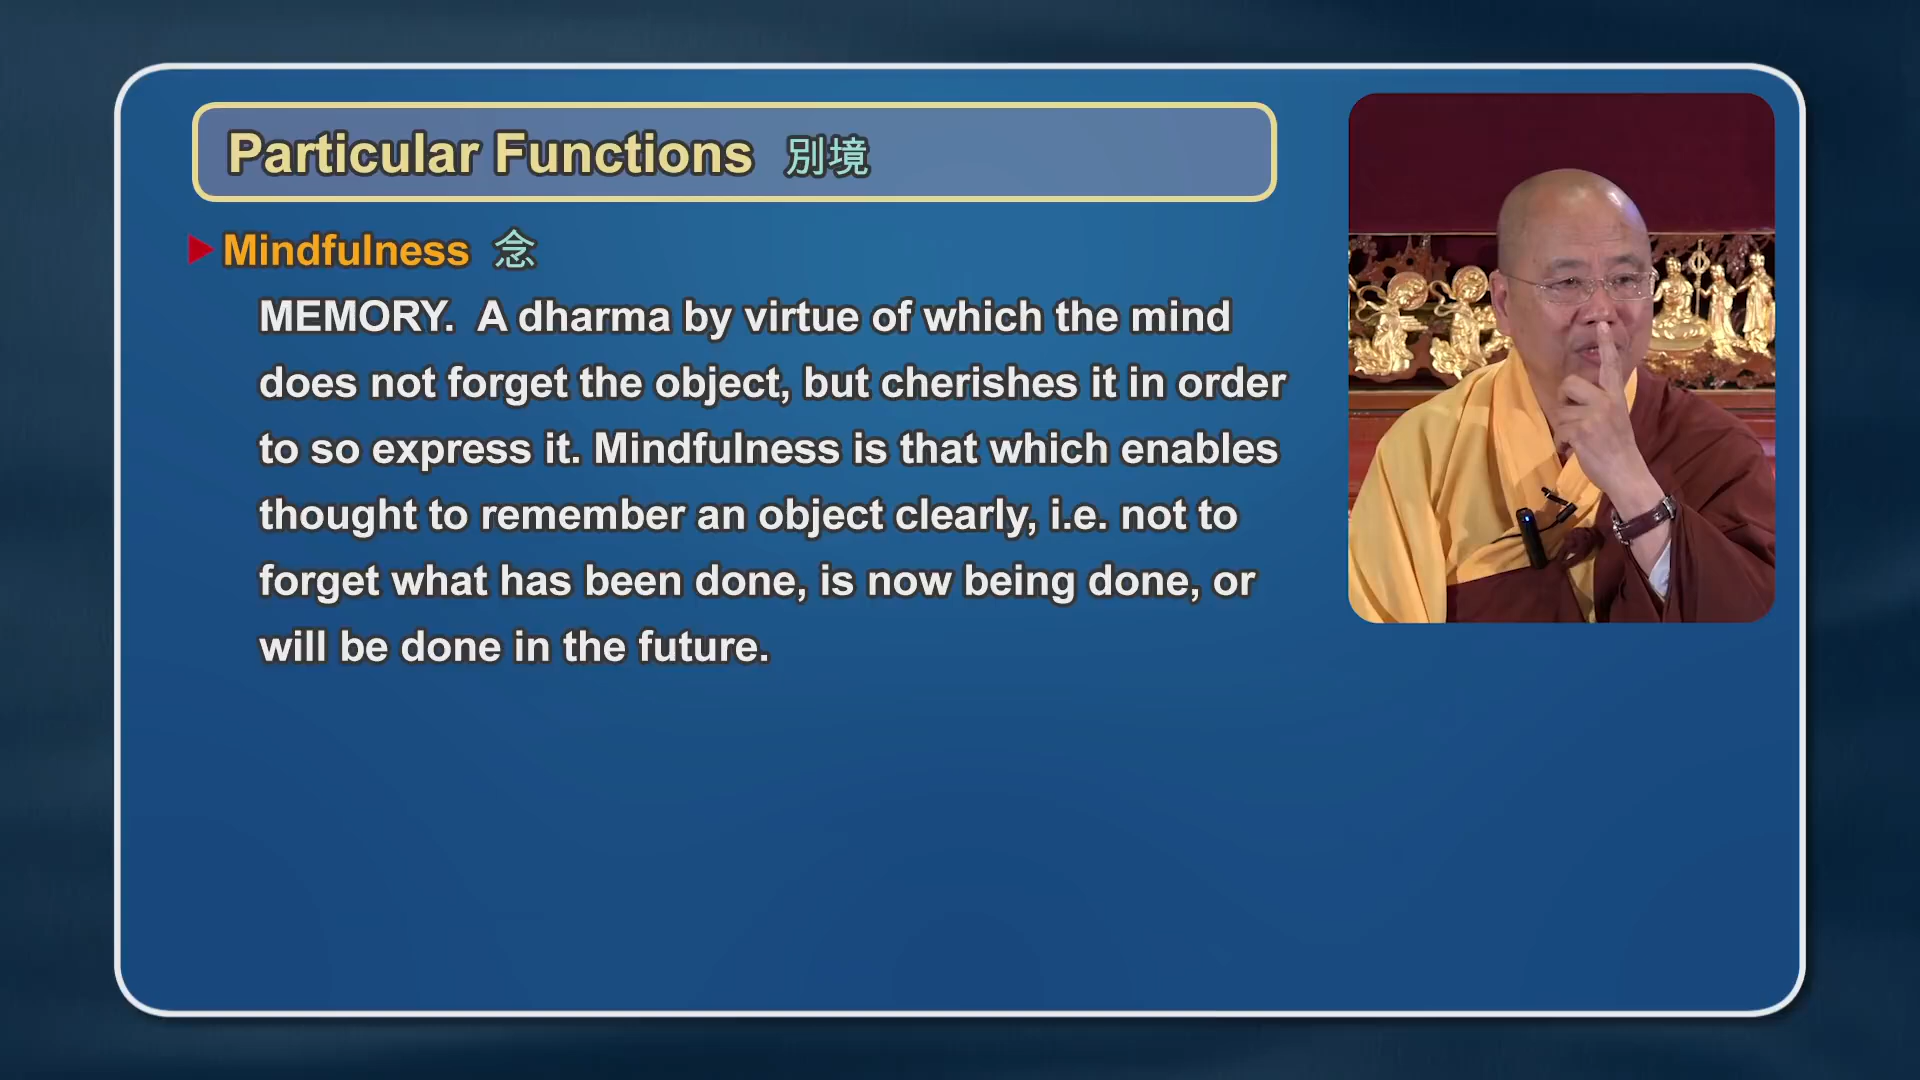 Particular Functions 別境
Mindfulness 念
MEMORY. A dharma by virtue of which the mind
does not forget the object, but cherishes it in order
to so express it. Mindfulness is that which enables
thought to remember an object clearly, i.e. not to
forget what has been done, is now being done, or
will be done in the future.